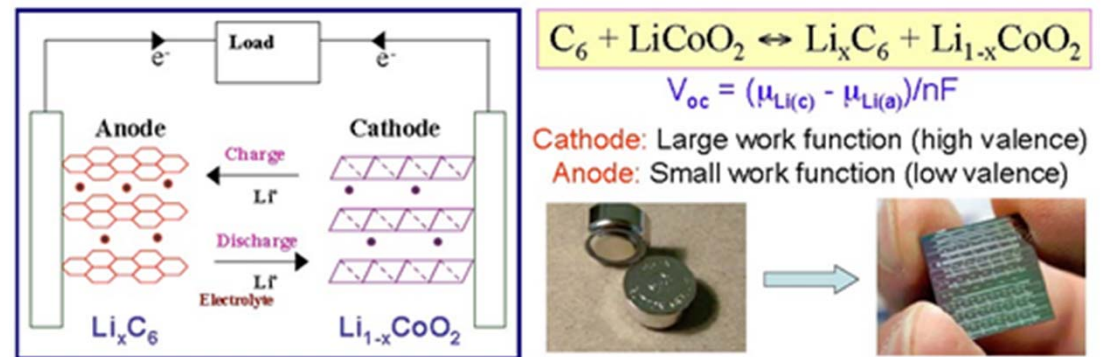 Load
e-
e-
Anode
Cathode
Charge
Li+
Discharge
Li+
Electrolyte
LixC6
Li1-xCoO2
C6 + LiCoO2 ↔ LixC6 + Li1-xCoO2
Voc = (μLi(c) - μLi(a))/nF
Cathode: Large work function (high valence)
Anode: Small work function (low valence)